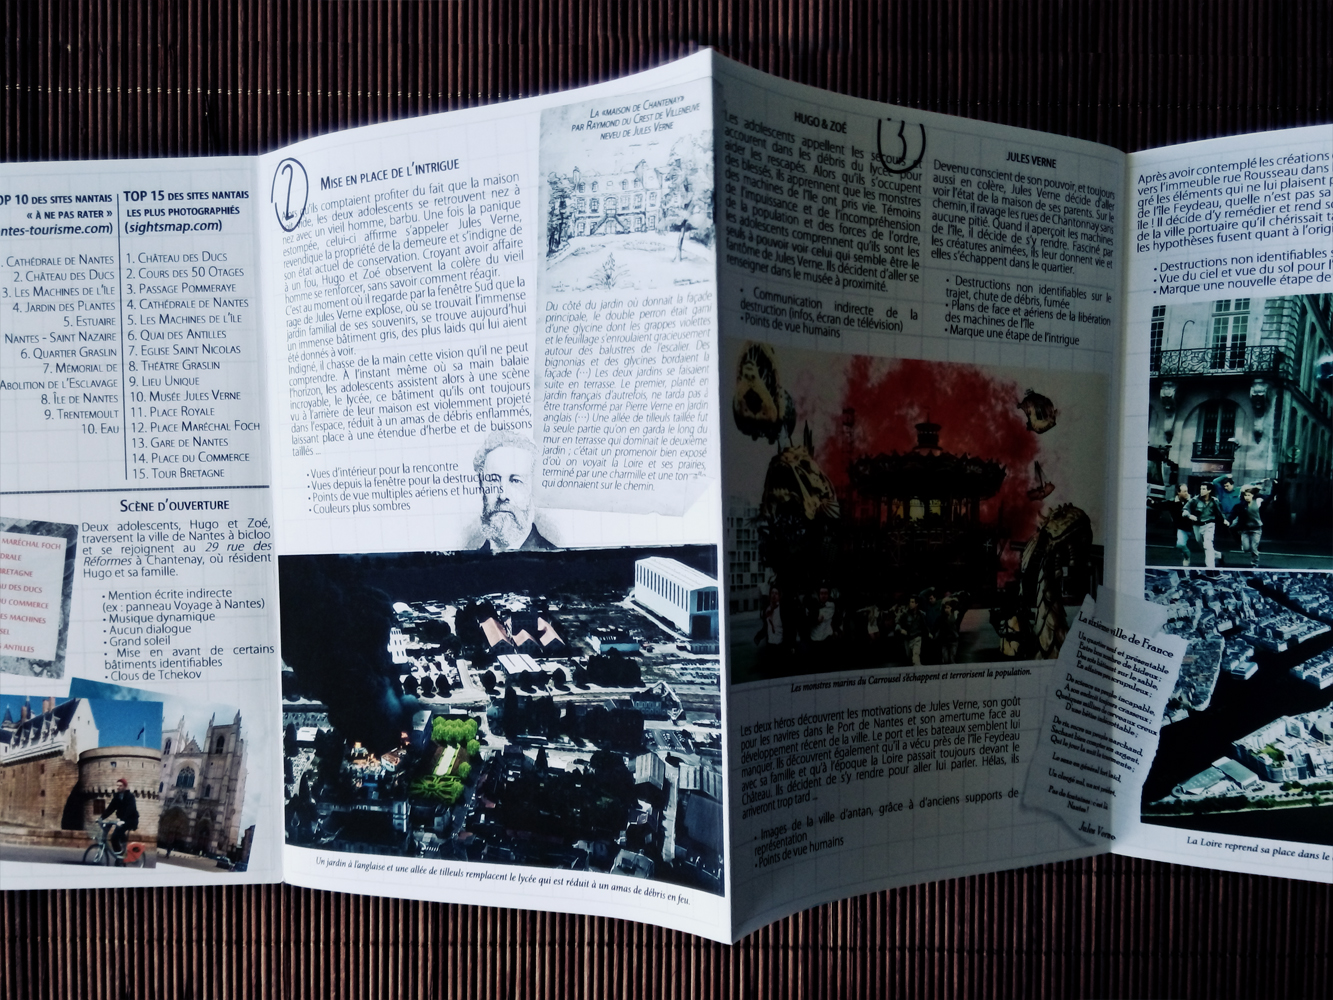 OP 10 DES SITES NANTAIS
« À NE PAS RATER »
ntes-tourisme.com)
. CATHÉDRALE DE NANTES
2. CHÂTEAU DES DUCS
3. LES MACHINES DE L'ÎLE
4. JARDIN DES PLANTES
5. ESTUAIRE
NANTES - SAINT NAZAIRE
6. QUARTIER GRASLIN
7. MEMORIAL DE
ABOLITION DE L'ESCLAVAGE
8. ÎLE DE NANTES
9. TRENTEMOULT
10. EAU
TOP 15 DES SITES NANTAIS
LES PLUS PHOTOGRAPHIÉS
(sightsmap.com)
1. CHÂTEAU DES DUCS
2. COURS DES 50 OTAGES
3. PASSAGE POMMERAYE
4. CATHÉDRALE DE NANTES
5. LES MACHINES DE L'ÎLE
6. QUAI DES ANTILLES
7. EGLISE SAINT NICOLAS
8. THÉÂTRE GRASLIN
9. LIEU UNIQUE
10. MUSÉE JULES VERNE
11. PLACE ROYALE
12. PLACE MARÉCHAL FOCH
13. GARE DE NANTES
14. PLACE DU COMMERCE
15. TOUR BRETAGNE
SCÈNE D'OUVERTURE
Deux adolescents, Hugo et Zoé,
traversent la ville de Nantes à bicloo
et se rejoignent au 29 rue des
Réformes à Chantenay, où résident
Hugo et sa famille.
• Mention écrite indirecte
(ex : panneau Voyage à Nantes)
• Musique dynamique
• Aucun dialogue
• Grand soleil
• Mise en avant de certains
bâtiments identifiables
• Clous de Tchekov
MARÉCHAL FOCH
DRALE
BRETAGNE
AU DES DUCS
DU COMMERCE
ES MACHINES
SEL
S ANTILLES
2
MISE EN PLACE DE L'INTRIGUE
qu'ils comptaient profiter du fait que la maison
les deux adolescents se retrouvent nez à
nez avec un vieil homme, barbu. Une fois la panique
estompée, celui-ci affirme s'appeler Jules Verne,
revendique la propriété de la demeure et s'indigne de
son état actuel de conservation. Croyant avoir affaire
à un fou, Hugo et Zoé observent la colère du vieil
homme se renforcer, sans savoir comment réagir.
C'est au moment où il regarde par la fenêtre Sud que la
rage de Jules Verne explose, où se trouvait l'immense
jardin familial de ses souvenirs, se trouve aujourd'hui
un immense bâtiment gris, des plus laids qui lui aient
été donnés à voir.
Indigné, il chasse de la main cette vision qu'il ne peut
comprendre. A l'instant même où sa main balaie
l'horizon, les adolescents assistent alors à une scène
incroyable, le lycée, ce bâtiment qu'ils ont toujours
vu à l'arrière de leur maison est violemment projeté
dans l'espace, réduit à un amas de débris enflammés,
laissant place à une étendue d'herbe et de buissons
taillés ...
• Vues d'intérieur pour la rencontre
• Vues depuis la fenêtre pour la destruction
• Points de vue multiples aériens et humains
• Couleurs plus sombres
LA «MAISON DE CHANTENAY»
PAR RAYMOND DU CREST DE VILLENEUVE
NEVEU DE JULES VERNE
Du côté du jardin où donnait la façade
principale, le double perron était garni
d'une glycine dont les grappes violettes
et le feuillage s'enroulaient gracieusement
autour des balustres de l'escalier. Des
bignonias et des glycines bordaient la
façade (···) Les deux jardins se faisaient
suite en terrasse. Le premier, planté en
jardin français d'autrefois, ne tarda pas à
être transformé par Pierre Verne en jardin
anglais (···) Une allée de tilleuls taillée fut
la seule partie qu'on en garda le long du
mur en terrasse qui dominait le deuxième
jardin ; c'était un promenoir bien exposé
d'où on voyait la Loire et ses prairies,
terminé par une charmille et une ton
qui donnaient sur le chemin.
Un jardin à l'anglaise et une allée de tilleuls remplacent le lycée qui est réduit à un amas de débris en feu.
3
HUGO & ZOÉ
Les adolescents appellent les secours et
accourent dans les débris du lycée pour
aider les rescapés. Alors qu'ils s'occupent
des blessés, ils apprennent que les monstres
des machines de l'île ont pris vie. Témoins
de l'impuissance et de l'incompréhension
de la population et des forces de l'ordre,
les adolescents comprennent qu'ils sont les
seuls à pouvoir voir celui qui semble être le
fantôme de Jules Verne. Ils décident d'aller se
renseigner dans le musée à proximité.
• Communication indirecte de la
destruction (infos, écran de télévision)
• Points de vue humains
JULES VERNE
Devenu conscient de son pouvoir, et toujours
aussi en colère, Jules Verne décide d'aller
voir l'état de la maison de ses parents. Sur le
chemin, il ravage les rues de Chantonnay sans
aucune pitié. Quand il aperçoit les machines
de l'île, il décide de s'y rendre. Fasciné par
les créatures animées, il leur donnent vie et
elles s'échappent dans le quartier.
• Destructions non identifiables sur le
trajet, chute de débris, fumée
• Plans de face et aériens de la libération
des machines de l'île
• Marque une étape de l'intrigue
Les monstres marins du Carrousel s'échappent et terrorisent la population.
Les deux héros découvrent les motivations de Jules Verne, son goût
pour les navires dans le Port de Nantes et son amertume face au
développement récent de la ville. Le port et les bateaux semblent lui
manquer. Ils découvrent également qu'il a vécu près de l'île Feydeau
avec sa famille et qu'à l'époque la Loire passait toujours devant le
Château. Ils décident de s'y rendre pour aller lui parler. Hélas, ils
arriveront trop tard ...
• Images de la ville d'antan, grâce à d'anciens supports de
représentation
• Points de vue humains
La sixième ville de France
Un quartier neuf et présentable
Jules Verne
Après avoir contemplé les créations
vers l'immeuble rue Rousseau dans
gré les éléments qui ne lui plaisent p
de l'île Feydeau, quelle n'est pas sa
! Il décide d'y remédier et rend se
de la ville portuaire qu'il chérissait t
les hypothèses fusent quant à l'origi
• Destructions non identifiables
• Vue du ciel et vue du sol pour l'
• Marque une nouvelle étape de
La Loire reprend sa place dans le